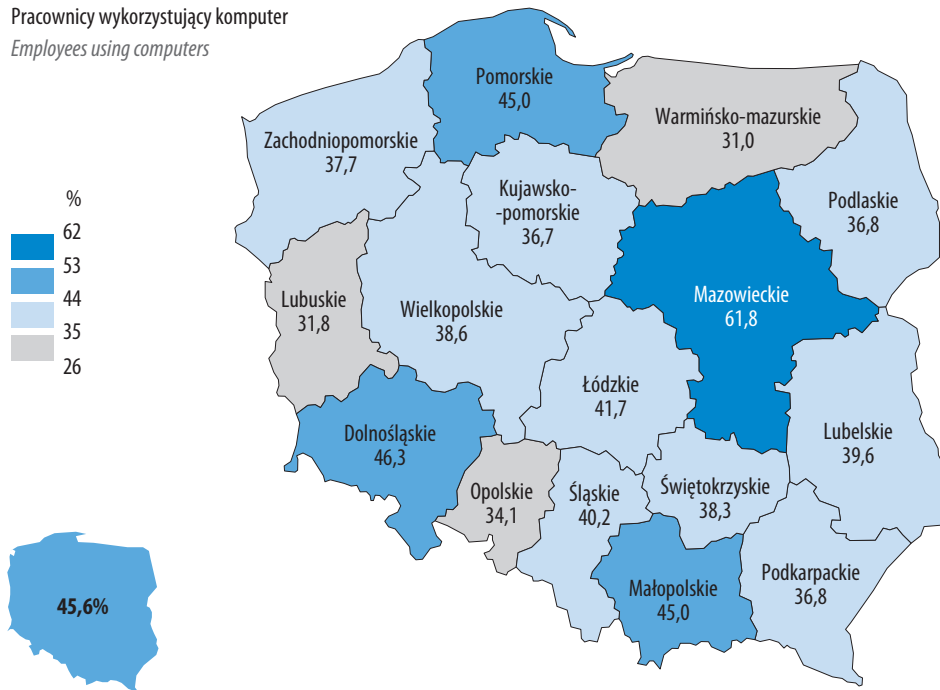 Pracownicy wykorzystujący komputer
Employees using computers
Pomorskie
45,0
Warmińsko-mazurskie
31,0
Zachodniopomorskie
37,7
Kujawsko-
-pomorskie
36,7
Podlaskie
36,8
%
62
53
44
35
26
Lubuskie
31,8
Wielkopolskie
38,6
Mazowieckie
61,8
Łódzkie
41,7
Dolnośląskie
46,3
Lubelskie
39,6
Opolskie
34,1
Śląskie
40,2
Świętokrzyskie
38,3
Małopolskie
45,0
Podkarpackie
36,8
45,6%